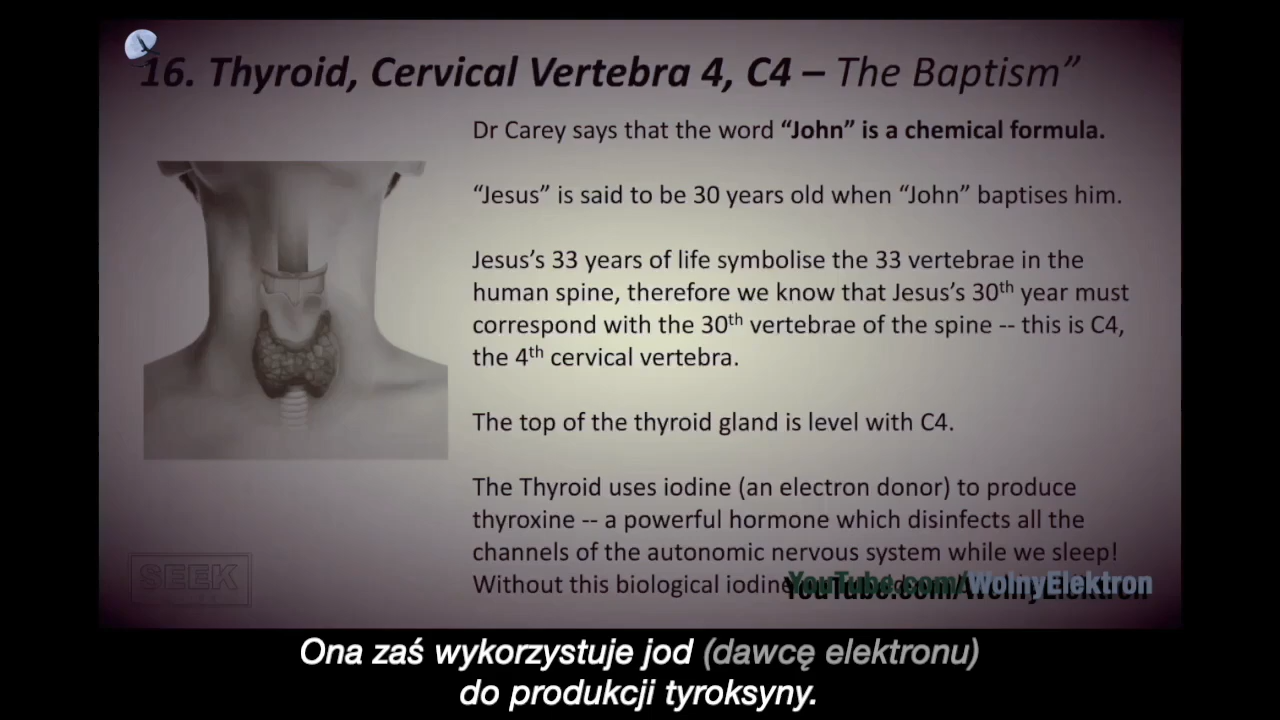 16. Thyroid, Cervical Vertebra 4, C4 – The Baptism”
Dr Carey says that the word “John” is a chemical formula.
“Jesus” is said to be 30 years old when “John” baptises him.
Jesus’s 33 years of life symbolise the 33 vertebrae in the
human spine, therefore we know that Jesus’s 30th year must
correspond with the 30th vertebrae of the spine -- this is C4,
the 4th cervical vertebra.
The top of the thyroid gland is level with C4.
The Thyroid uses iodine (an electron donor) to produce
thyroxine -- a powerful hormone which disinfects all the
channels of the autonomic nervous system while we sleep!
Without this biological iodine
YouTube.com/WolnyElektron
SEEK
Ona zaś wykorzystuje jod (dawcę elektronu)
do produkcji tyroksyny.